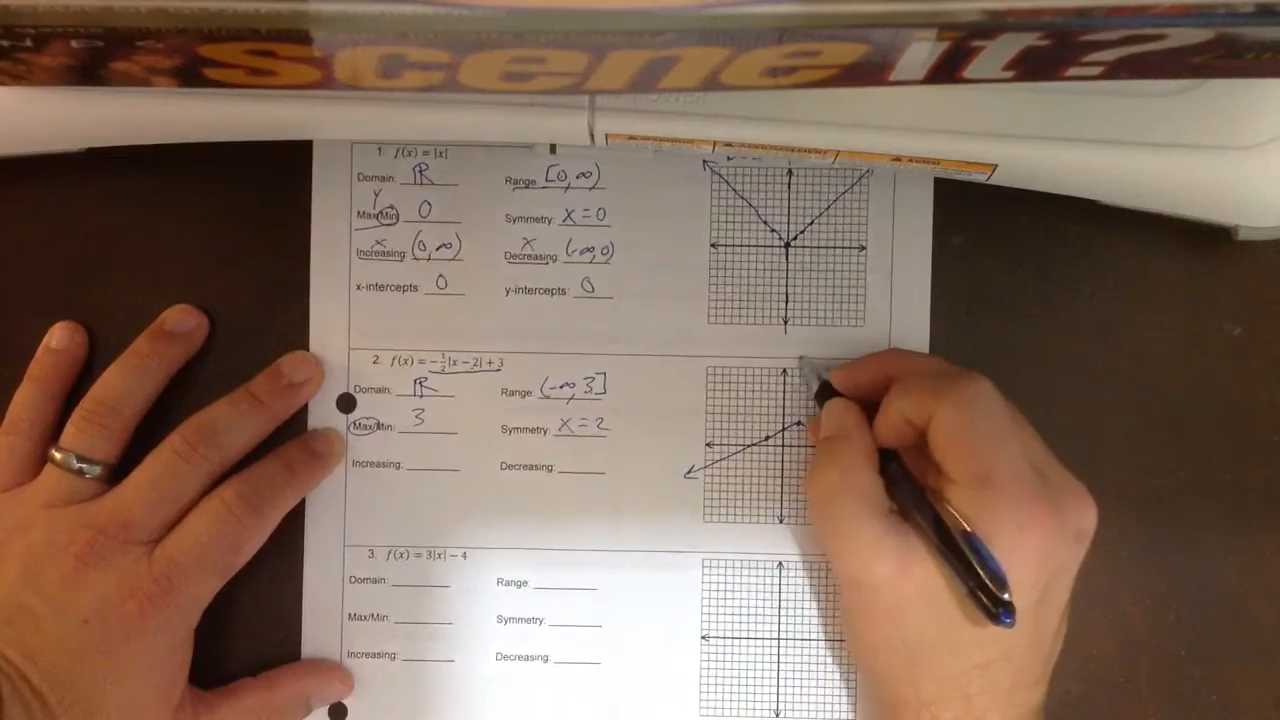 scene it?
1. f(x) = |x|
Domain: ℝ Range: [0, ∞)
y
Max/Min 0 Symmetry: x=0
x x
Increasing: (0, ∞) Decreasing: (-∞, 0)
x-intercepts: 0 y-intercepts: 0
2. f(x) = -1/2|x - 2| + 3
Domain: ℝ Range: (-∞, 3]
Max/Min: 3 Symmetry: x=2
Increasing: Decreasing:
3. f(x) = 3|x| - 4
Domain: Range:
Max/Min: Symmetry:
Increasing: Decreasing: